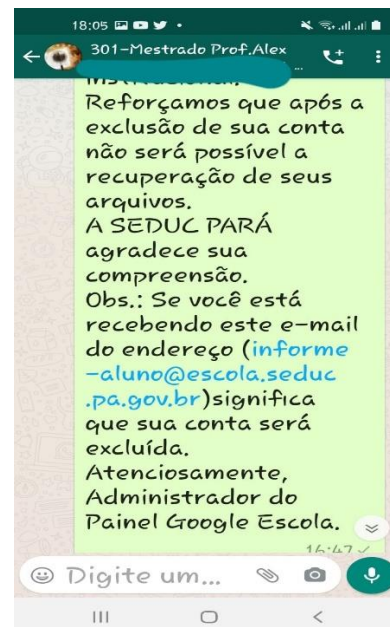 18:05
301-Mestrado Prof.Alex
...
Reforçamos que após a
exclusão de sua conta
não será possível a
recuperação de seus
arquivos.
A SEDUC PARÁ
agradece sua
compreensão.
Obs.: Se você está
recebendo este e-mail
do endereço (informe
-aluno@escola.seduc
.pa.gov.br)significa
que sua conta será
excluída.
Atenciosamente,
Administrador do
Painel Google Escola.
16:47
Digite um...